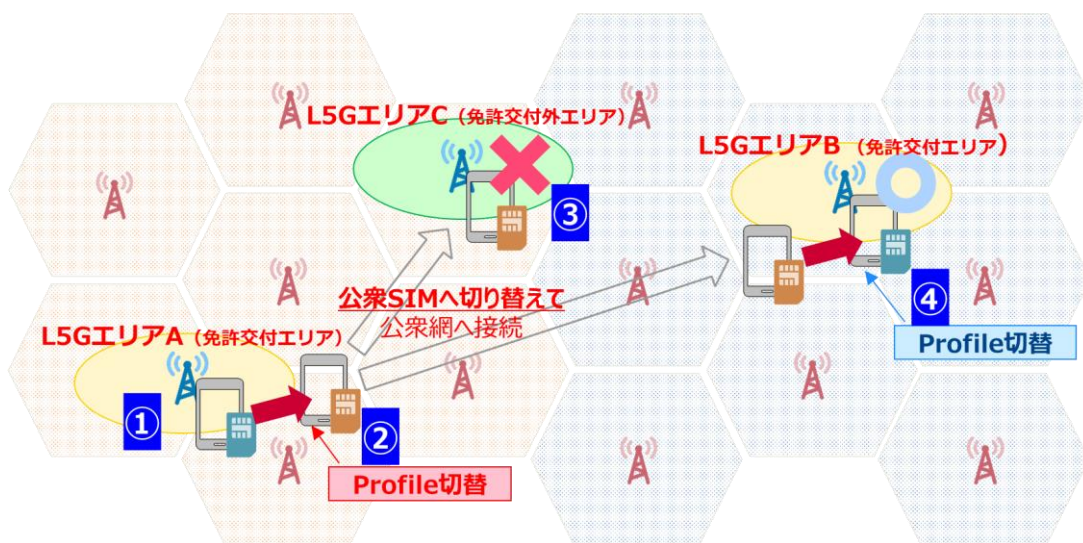 L5GエリアC（免許交付外エリア）
L5GエリアB（免許交付エリア）
③
公衆SIMへ切り替えて
公衆網へ接続
④
L5GエリアA（免許交付エリア）
Profile切替
①
②
Profile切替